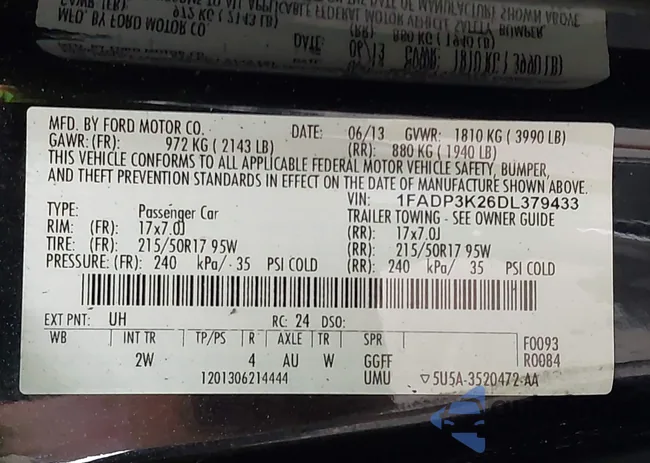 MFD. BY FORD MOTOR CO. DATE: 06/13 GVWR: 1810 KG ( 3990 LB)
GAWR: (FR): 972 KG ( 2143 LB) (RR): 880 KG ( 1940 LB)
THIS VEHICLE CONFORMS TO ALL APPLICABLE FEDERAL MOTOR VEHICLE SAFETY, BUMPER,
AND THEFT PREVENTION STANDARDS IN EFFECT ON THE DATE OF MANUFACTURE SHOWN ABOVE.
VIN: 1FADP3K26DL379433
TYPE: Passenger Car TRAILER TOWING - SEE OWNER GUIDE
RIM: (FR): 17x7.0J (RR): 17x7.0J
TIRE: (FR): 215/50R17 95W (RR): 215/50R17 95W
PRESSURE: (FR): 240 kPa/ 35 PSI COLD (RR): 240 kPa/ 35 PSI COLD
EXT PNT: UH RC: 24 DSO:
WB INT TR TP/PS R AXLE TR SPR F0093
2W 4 AU W GGFF R0084
1201306214444 UMU ▽5U5A-3520472-AA